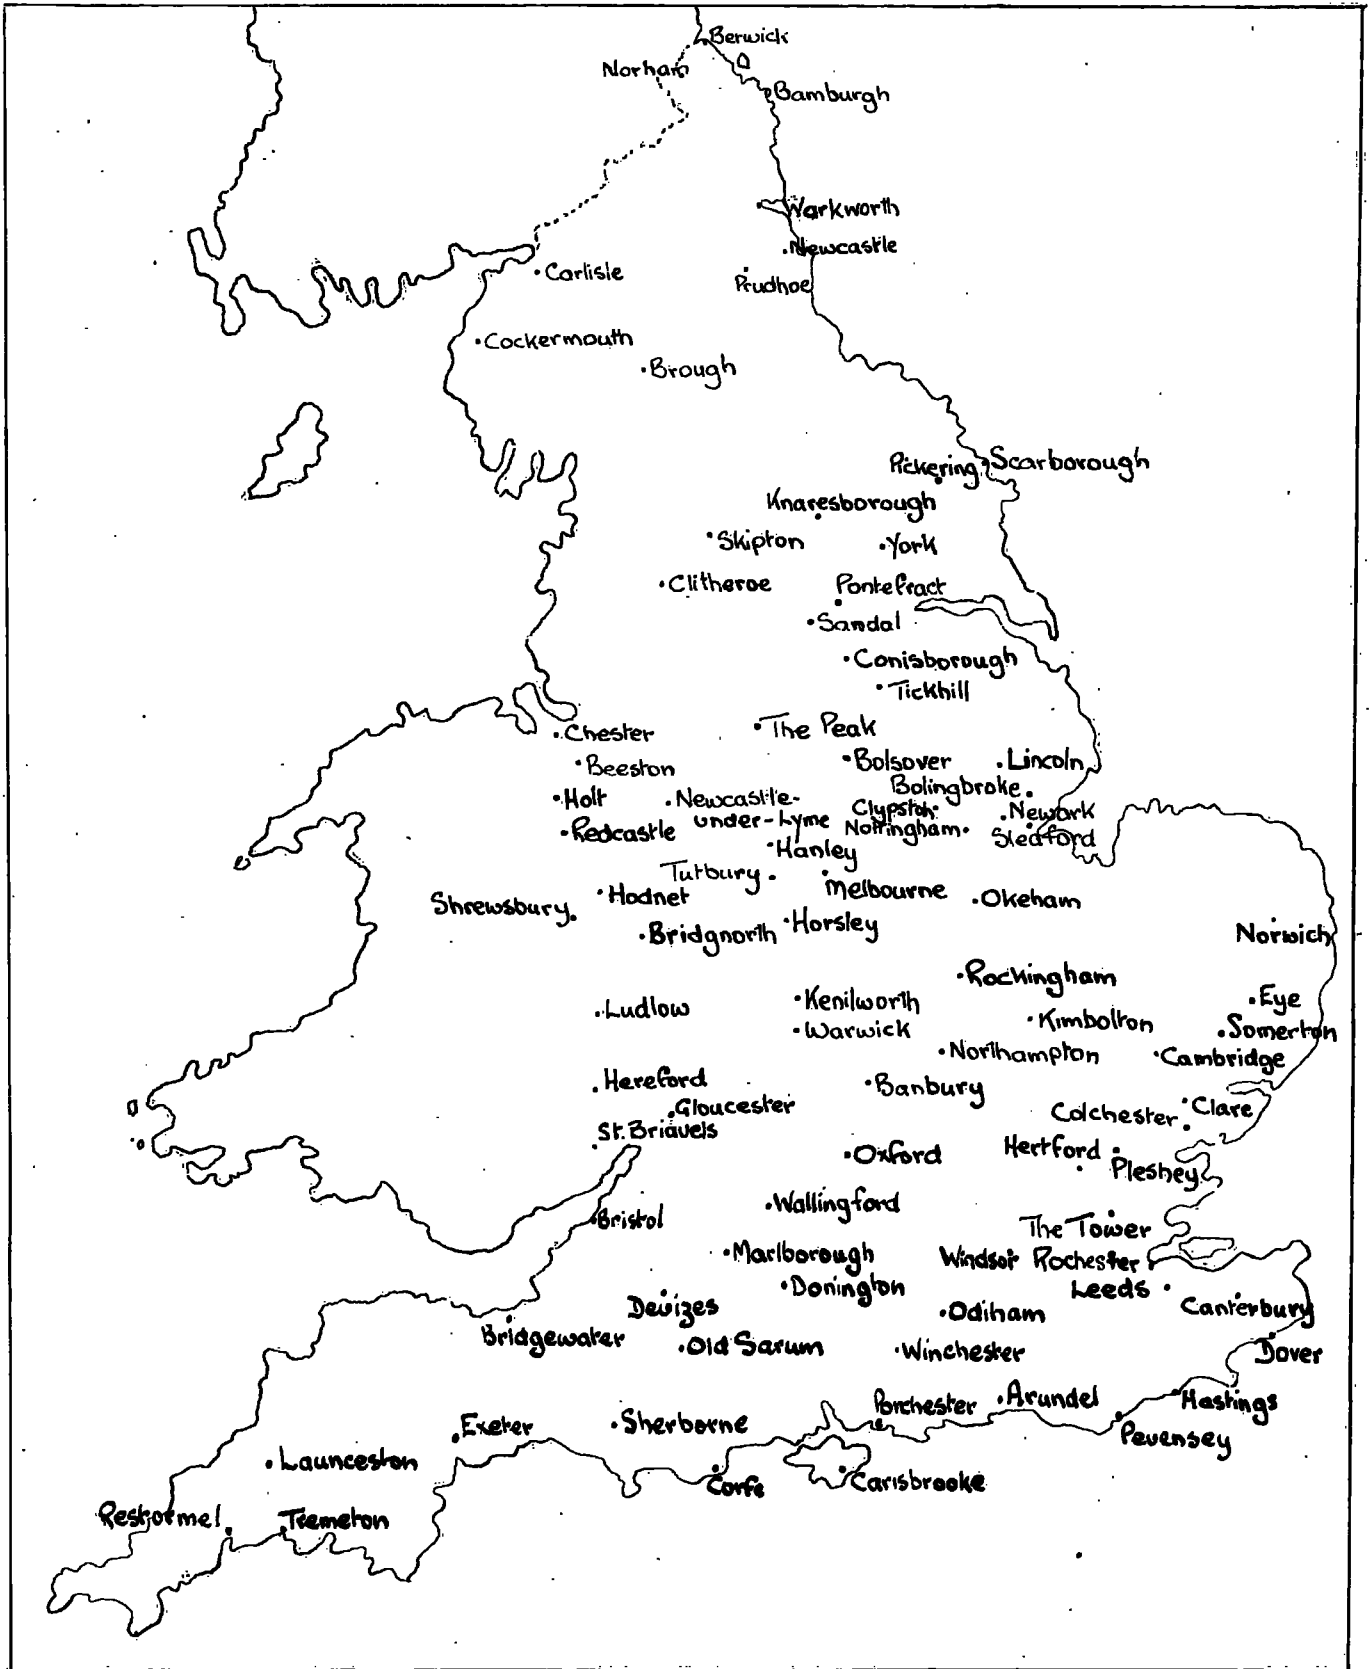 Berwick
Norham
Bamburgh
Warkworth
Newcastle
Carlisle
Prudhoe
Cockermouth
Brough
Pickering
Scarborough
Knaresborough
Skipton
York
Clitheroe
Pontefract
Sandal
Conisborough
Tickhill
Chester
The Peak
Beeston
Bolsover
Lincoln
Bolingbroke
Holt
Newcastle-
under-Lyme
Clypston
Newark
Redcastle
Nottingham
Sleaford
Hanley
Tutbury
Melbourne
Hodnet
Okeham
Shrewsbury
Bridgnorth
Horsley
Norwich
Rockingham
Ludlow
Kenilworth
Eye
Warwick
Kimbolton
Somerton
Northampton
Cambridge
Hereford
Banbury
Gloucester
Colchester
Clare
St. Briavels
Oxford
Hertford
Pleshey
Wallingford
Bristol
The Tower
Marlborough
Windsor
Rochester
Donington
Leeds
Devizes
Odiham
Canterbury
Bridgewater
Old Sarum
Winchester
Dover
Porchester
Arundel
Hastings
Exeter
Sherborne
Pevensey
Launceston
Corfe
Carisbrooke
Restormel
Tremeton